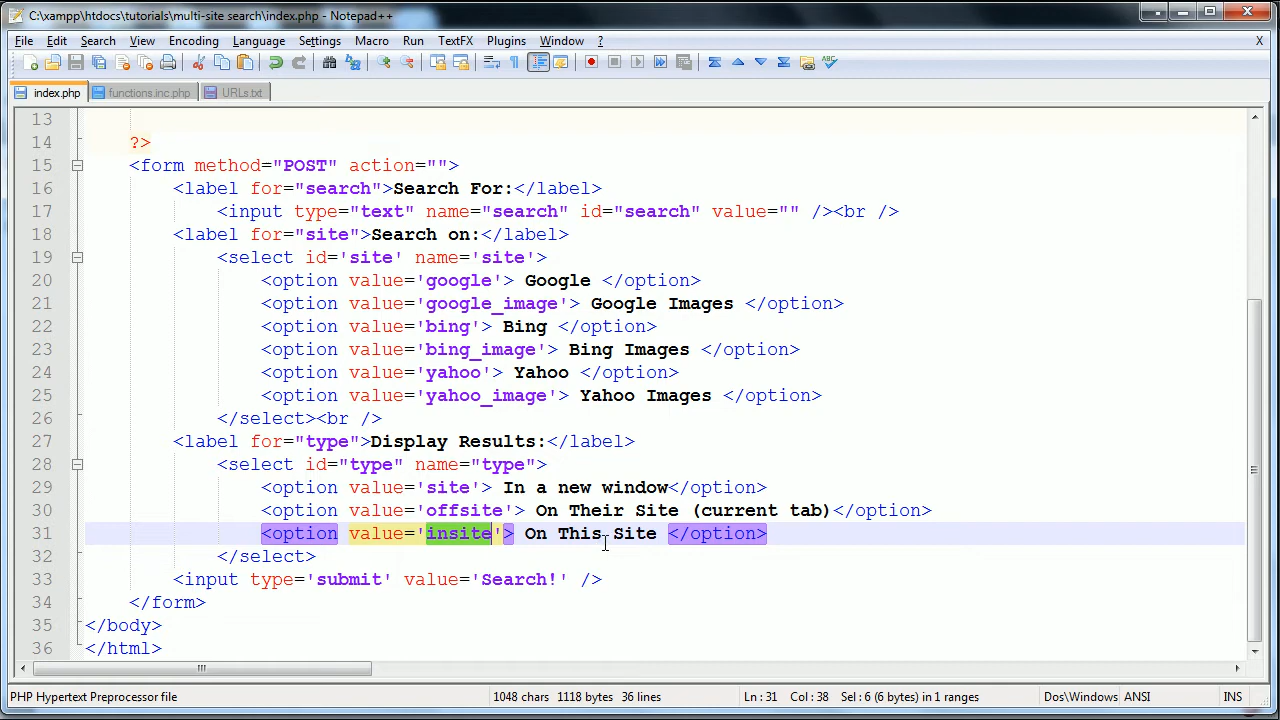 C:\xampp\htdocs\tutorials\multi-site search\index.php - Notepad++
File Edit Search View Encoding Language Settings Macro Run TextFX Plugins Window ? X
index.php functions.inc.php URLs.txt
13
14 ?>
15 <form method="POST" action="">
16 <label for="search">Search For:</label>
17 <input type="text" name="search" id="search" value="" /><br />
18 <label for="site">Search on:</label>
19 <select id='site' name='site'>
20 <option value='google'> Google </option>
21 <option value='google_image'> Google Images </option>
22 <option value='bing'> Bing </option>
23 <option value='bing_image'> Bing Images </option>
24 <option value='yahoo'> Yahoo </option>
25 <option value='yahoo_image'> Yahoo Images </option>
26 </select><br />
27 <label for="type">Display Results:</label>
28 <select id="type" name="type">
29 <option value='site'> In a new window</option>
30 <option value='offsite'> On Their Site (current tab)</option>
31 <option value='insite'> On This Site </option>
32 </select>
33 <input type='submit' value='Search!' />
34 </form>
35 </body>
36 </html>
PHP Hypertext Preprocessor file 1048 chars 1118 bytes 36 lines Ln : 31 Col : 38 Sel : 6 (6 bytes) in 1 ranges Dos\Windows ANSI INS